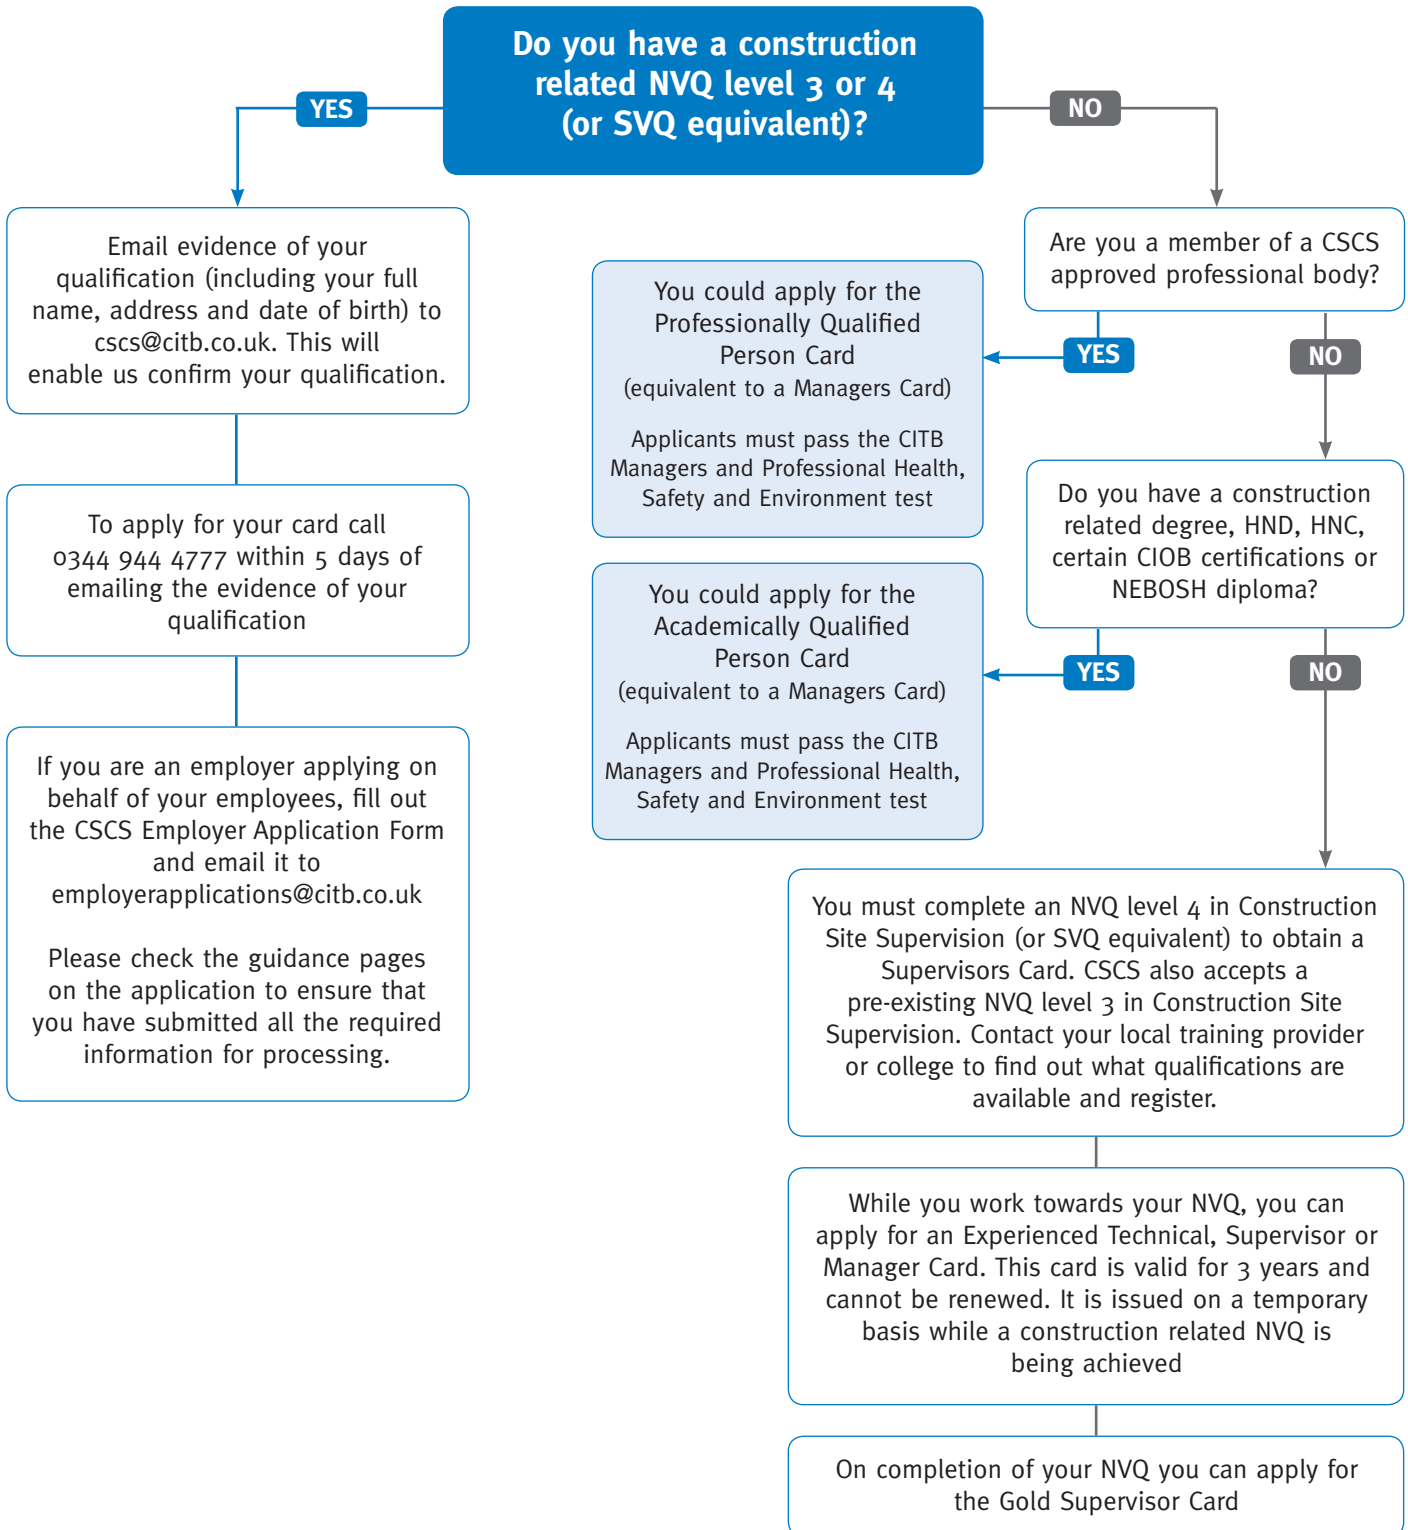 Do you have a construction
related NVQ level 3 or 4
(or SVQ equivalent)?
YES
NO
Email evidence of your
qualification (including your full
name, address and date of birth) to
cscs@citb.co.uk. This will
enable us confirm your qualification.
To apply for your card call
0344 944 4777 within 5 days of
emailing the evidence of your
qualification
If you are an employer applying on
behalf of your employees, fill out
the CSCS Employer Application Form
and email it to
employerapplications@citb.co.uk
Please check the guidance pages
on the application to ensure that
you have submitted all the required
information for processing.
Are you a member of a CSCS
approved professional body?
YES
NO
You could apply for the
Professionally Qualified
Person Card
(equivalent to a Managers Card)
Applicants must pass the CITB
Managers and Professional Health,
Safety and Environment test
Do you have a construction
related degree, HND, HNC,
certain CIOB certifications or
NEBOSH diploma?
YES
NO
You could apply for the
Academically Qualified
Person Card
(equivalent to a Managers Card)
Applicants must pass the CITB
Managers and Professional Health,
Safety and Environment test
You must complete an NVQ level 4 in Construction
Site Supervision (or SVQ equivalent) to obtain a
Supervisors Card. CSCS also accepts a
pre-existing NVQ level 3 in Construction Site
Supervision. Contact your local training provider
or college to find out what qualifications are
available and register.
While you work towards your NVQ, you can
apply for an Experienced Technical, Supervisor or
Manager Card. This card is valid for 3 years and
cannot be renewed. It is issued on a temporary
basis while a construction related NVQ is
being achieved
On completion of your NVQ you can apply for
the Gold Supervisor Card